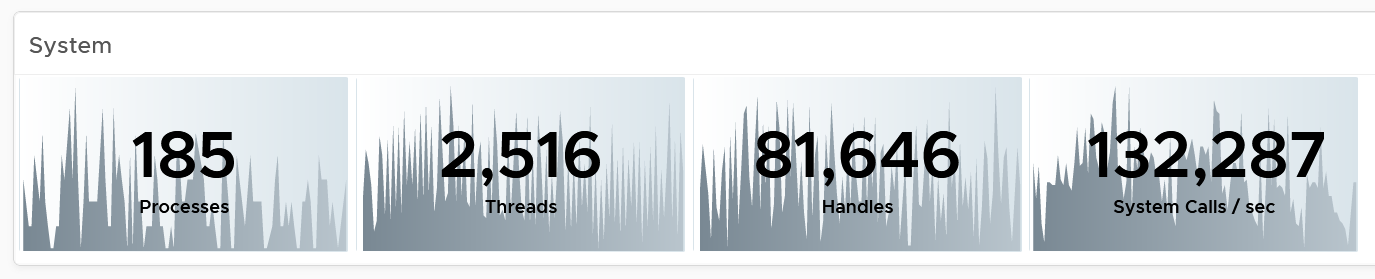 System
185
Processes
2,516
Threads
81,646
Handles
132,287
System Calls / sec